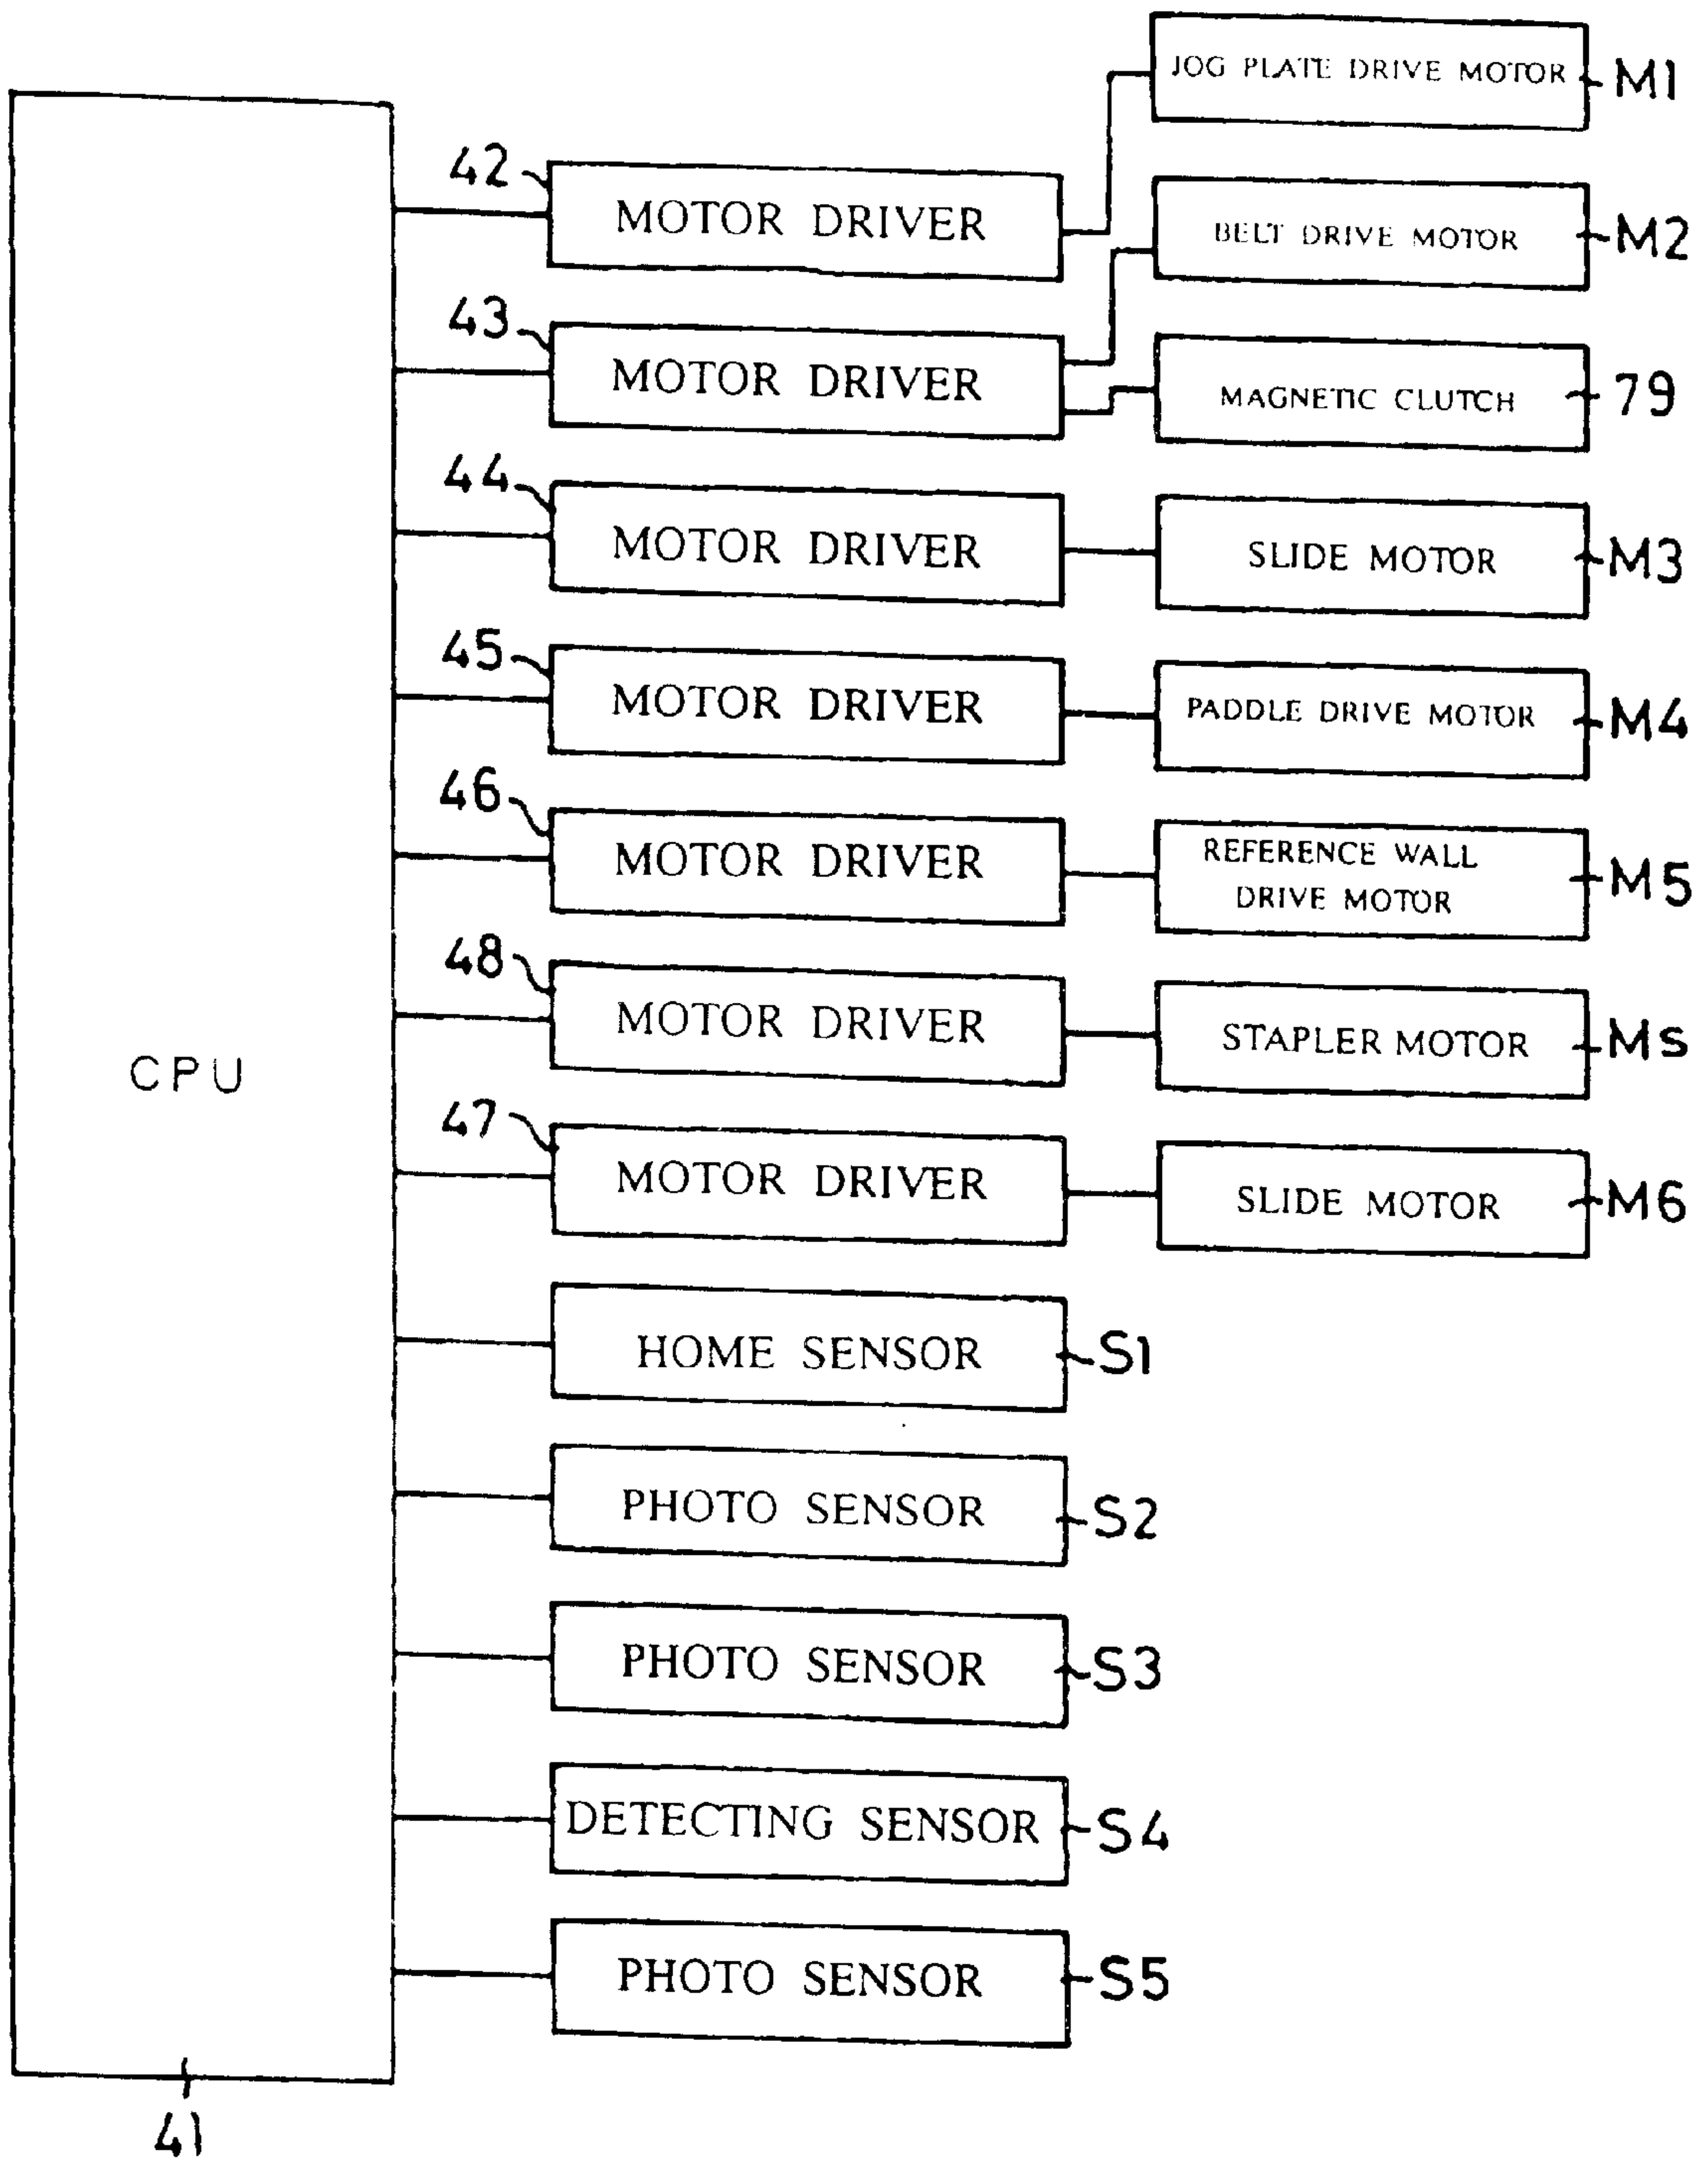 JOG PLATE DRIVE MOTOR
M1
42
MOTOR DRIVER
BELT DRIVE MOTOR
M2
43
MOTOR DRIVER
MAGNETIC CLUTCH
79
44
MOTOR DRIVER
SLIDE MOTOR
M3
45
MOTOR DRIVER
PADDLE DRIVE MOTOR
M4
46
MOTOR DRIVER
REFERENCE WALL
DRIVE MOTOR
M5
48
MOTOR DRIVER
STAPLER MOTOR
Ms
CPU
47
MOTOR DRIVER
SLIDE MOTOR
M6
HOME SENSOR
S1
PHOTO SENSOR
S2
PHOTO SENSOR
S3
DETECTING SENSOR
S4
PHOTO SENSOR
S5
41